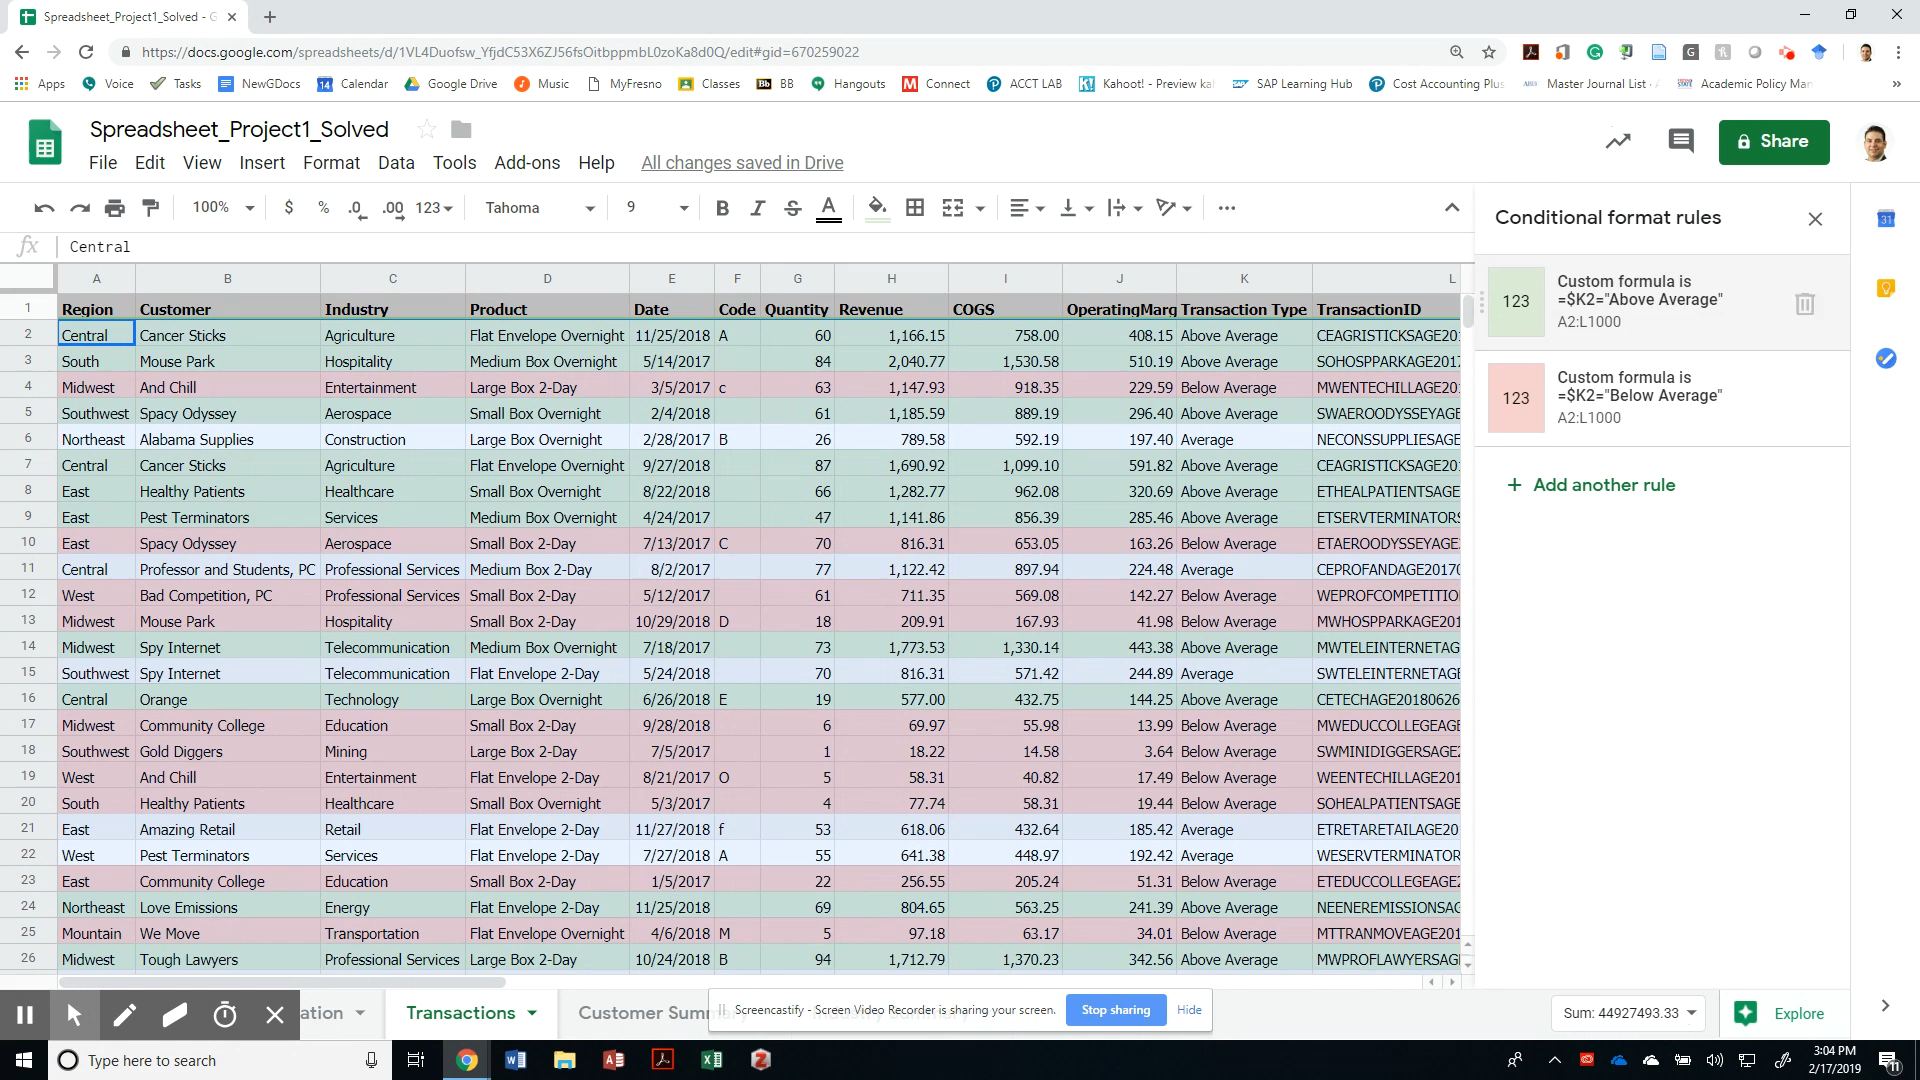 Spreadsheet_Project1_Solved - G
https://docs.google.com/spreadsheets/d/1VL4Duofsw_YfjdC53X6ZJ56fsOitbppmbL0zoKa8d0Q/edit#gid=670259022
Apps Voice Tasks NewGDocs Calendar Google Drive Music MyFresno Classes BB Hangouts Connect ACCT LAB Kahoot! - Preview ka SAP Learning Hub Cost Accounting Plus Master Journal List - Academic Policy Man
Spreadsheet_Project1_Solved
Share
File Edit View Insert Format Data Tools Add-ons Help All changes saved in Drive
100% $ % .0 .00 123 Tahoma 9 B I S A
Conditional format rules
fx Central
A B C D E F G H I J K L
1 Region Customer Industry Product Date Code Quantity Revenue COGS OperatingMarg Transaction Type TransactionID
2 Central Cancer Sticks Agriculture Flat Envelope Overnight 11/25/2018 A 60 1,166.15 758.00 408.15 Above Average CEAGRISTICKSAGE201
3 South Mouse Park Hospitality Medium Box Overnight 5/14/2017 84 2,040.77 1,530.58 510.19 Above Average SOHOSPPARKAGE2017
4 Midwest And Chill Entertainment Large Box 2-Day 3/5/2017 c 63 1,147.93 918.35 229.59 Below Average MWENTECHILLAGE201
5 Southwest Spacy Odyssey Aerospace Small Box Overnight 2/4/2018 61 1,185.59 889.19 296.40 Above Average SWAEROODYSSEYAGE
6 Northeast Alabama Supplies Construction Large Box Overnight 2/28/2017 B 26 789.58 592.19 197.40 Average NECONSSUPPLIESAGE
7 Central Cancer Sticks Agriculture Flat Envelope Overnight 9/27/2018 87 1,690.92 1,099.10 591.82 Above Average CEAGRISTICKSAGE201
8 East Healthy Patients Healthcare Small Box Overnight 8/22/2017 66 1,282.77 962.08 320.69 Above Average ETHEALPATIENTSAGE
9 East Pest Terminators Services Medium Box Overnight 4/24/2017 47 1,141.86 856.39 285.46 Above Average ETSERVTERMINATORS
10 East Spacy Odyssey Aerospace Small Box 2-Day 7/13/2017 C 70 816.31 653.05 163.26 Below Average ETAEROODYSSEYAGE
11 Central Professor and Students, PC Professional Services Medium Box 2-Day 8/2/2017 77 1,122.42 897.94 224.48 Average CEPROFANDAGE20170
12 West Bad Competition, PC Professional Services Small Box 2-Day 5/12/2017 61 711.35 569.08 142.27 Below Average WEPROFCOMPETITIO
13 Midwest Mouse Park Hospitality Small Box 2-Day 10/29/2018 D 18 209.91 167.93 41.98 Below Average MWHOSPPARKAGE201
14 Midwest Spy Internet Telecommunication Medium Box Overnight 7/18/2017 73 1,773.53 1,330.14 443.38 Above Average MWTELEINTERNETAG
15 Southwest Spy Internet Telecommunication Flat Envelope 2-Day 5/24/2018 70 816.31 571.42 244.89 Average SWTELEINTERNETAGE
16 Central Orange Technology Large Box Overnight 6/26/2018 E 19 577.00 432.75 144.25 Above Average CETECHAGE20180626
17 Midwest Community College Education Small Box 2-Day 9/28/2018 6 69.97 55.98 13.99 Below Average MWEDUCCOLLEGEAGE
18 Southwest Gold Diggers Mining Large Box 2-Day 7/5/2017 1 18.22 14.58 3.64 Below Average SWMINIDIGGERSAGE2
19 West And Chill Entertainment Flat Envelope 2-Day 8/21/2017 O 5 58.31 40.82 17.49 Below Average WEENTECHILLAGE201
20 South Healthy Patients Healthcare Small Box Overnight 5/3/2017 4 77.74 58.31 19.44 Below Average SOHEALPATIENTSAGE
21 East Amazing Retail Retail Flat Envelope 2-Day 11/27/2018 f 53 618.06 432.64 185.42 Average ETRETARETAILAGE20
22 West Pest Terminators Services Flat Envelope 2-Day 7/27/2018 A 55 641.38 448.97 192.42 Average WESERVTERMINATOR
23 East Community College Education Small Box 2-Day 1/5/2017 22 256.55 205.24 51.31 Below Average ETEDUCCOLLEGEAGE2
24 Northeast Love Emissions Energy Flat Envelope 2-Day 11/25/2018 69 804.65 563.25 241.39 Above Average NEENEREMISSIONSAG
25 Mountain We Move Transportation Flat Envelope Overnight 4/6/2018 M 5 97.18 63.17 34.01 Below Average MTTRANMOVEAGE201
26 Midwest Tough Lawyers Professional Services Large Box 2-Day 10/24/2018 B 94 1,712.79 1,370.23 342.56 Above Average MWPROFLAWYERSAG
123 Custom formula is
=$K2="Above Average"
A2:L1000
123 Custom formula is
=$K2="Below Average"
A2:L1000
+ Add another rule
31
ation Transactions Customer Summ
Screencastify - Screen Video Recorder is sharing your screen. Stop sharing Hide
Sum: 44927493.33 Explore
Type here to search
3:04 PM
2/17/2019
11